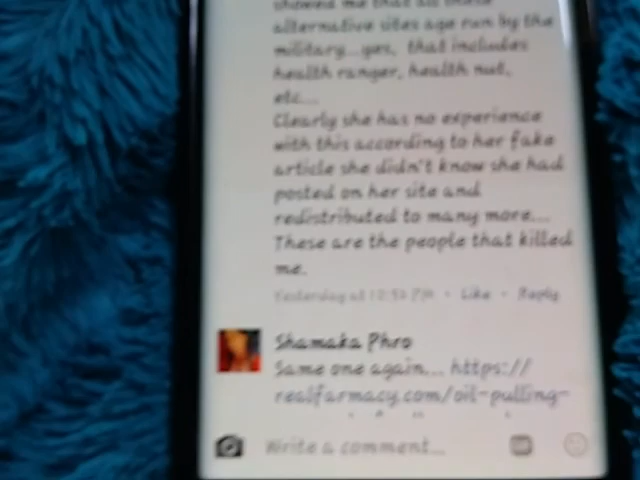 showed me that all these
alternative sites age run by the
military...yes, that includes
health ranger, health nut,
etc...
Clearly she has no experience
with this according to her fake
article she didn't know she had
posted on her site and
redistributed to many more...
These are the people that killed
me.
Yesterday at PM · Like · Reply
Shamaka Phro
Same one again... https://
realfarmacy.com/oil-pulling-
Write a comment...